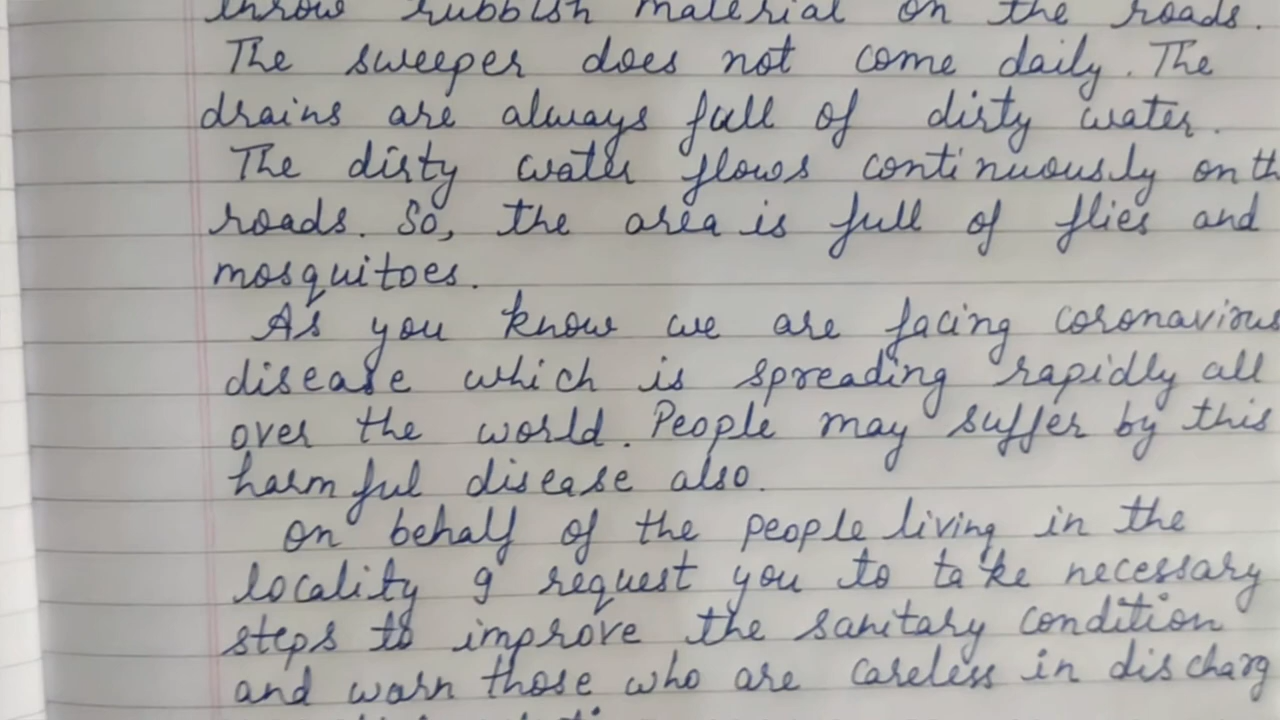 throw rubbish material on the roads.
The sweeper does not come daily. The
drains are always full of dirty water.
The dirty water flows continuously on th
roads. So, the area is full of flies and
mosquitoes.
As you know we are facing coronavirus
disease which is spreading rapidly all
over the world. People may suffer by this
harmful disease also.
On behalf of the people living in the
locality I request you to take necessary
steps to improve the sanitary condition
and warn those who are careless in discharg